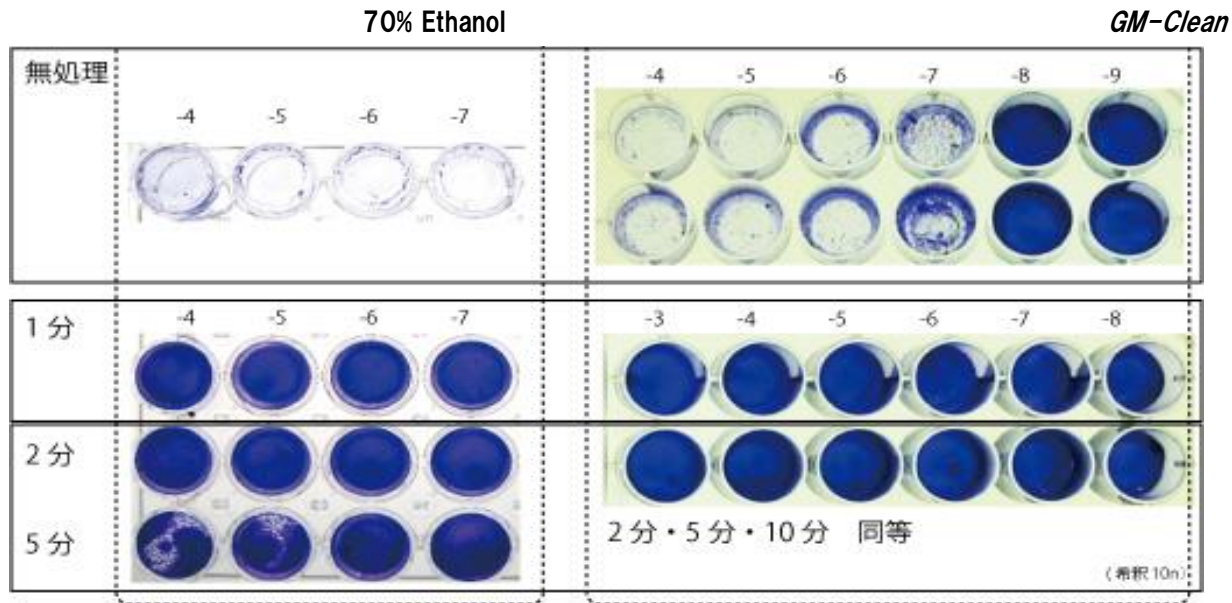 70% Ethanol
GM-Clean
無処理
-4 -5 -6 -7
-4 -5 -6 -7 -8 -9
1分
-4 -5 -6 -7
-3 -4 -5 -6 -7 -8
2分
5分
2分・5分・10分 同等
(希釈10n)